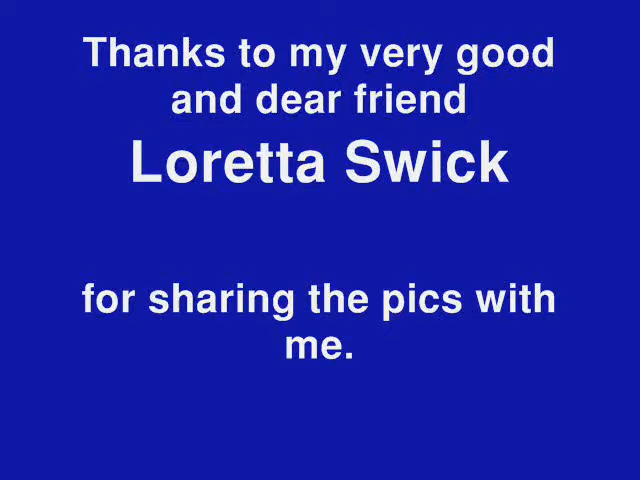 Thanks to my very good
and dear friend
Loretta Swick
for sharing the pics with
me.